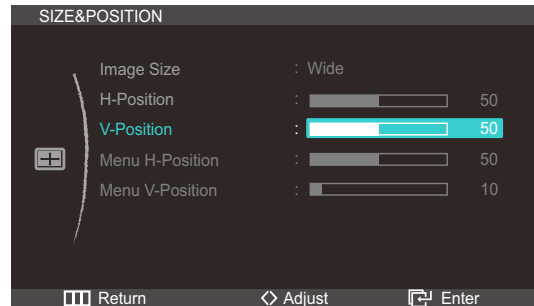 SIZE&POSITION
Image Size : Wide
H-Position : 50
V-Position : 50
Menu H-Position : 50
Menu V-Position : 10
Return Adjust Enter